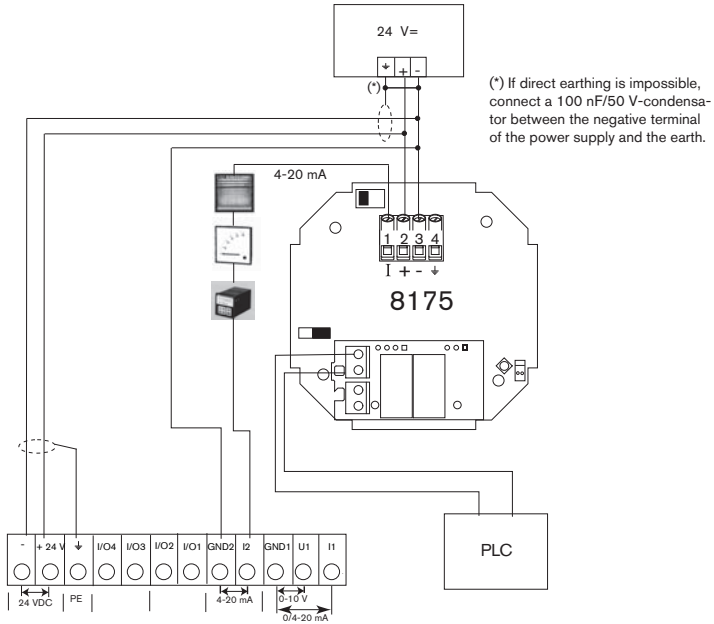 24 V=
+ -
(*)
(*) If direct earthing is impossible,
connect a 100 nF/50 V-condensa-
tor between the negative terminal
of the power supply and the earth.
4-20 mA
1 2 3 4
I + -
8175
PLC
- + 24 V I/O4 I/O3 I/O2 I/O1 GND2 I2 GND1 U1 I1
24 VDC PE 4-20 mA 0-10 V
0/4-20 mA